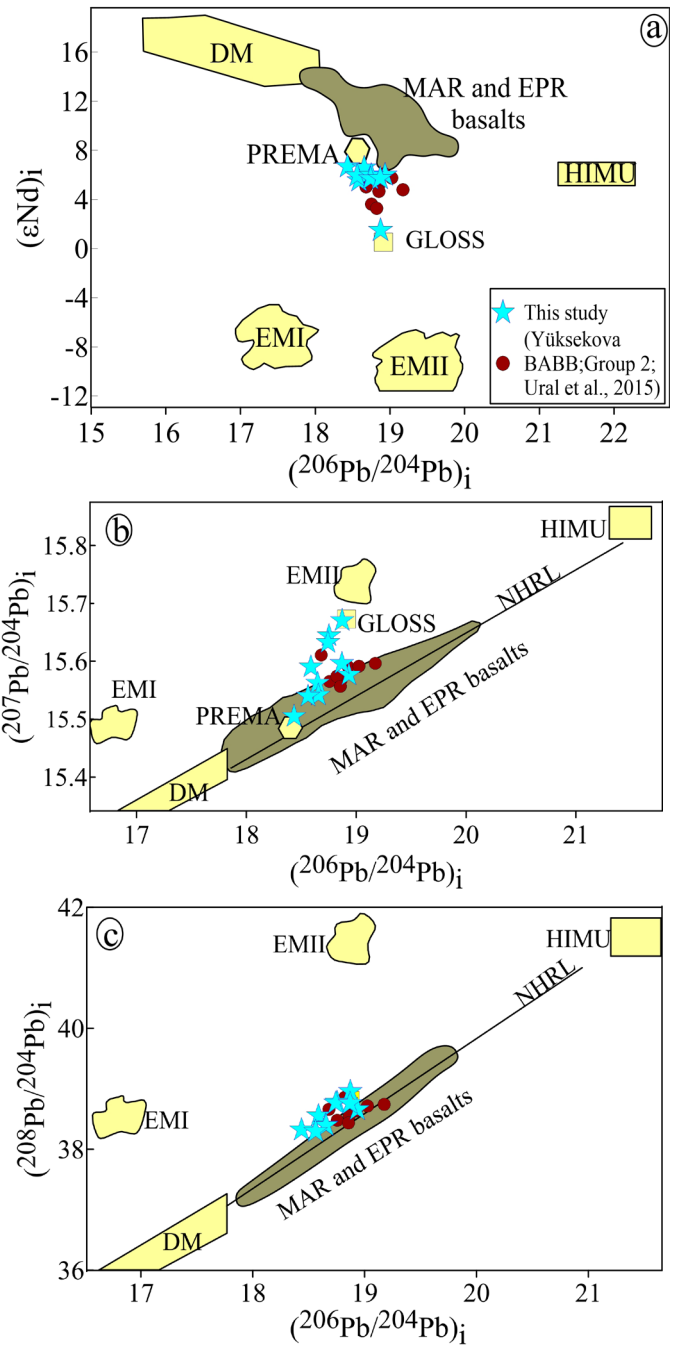 ⓐ
16
12
8
4
0
-4
-8
-12
(εNd)i
DM
MAR and EPR
basalts
PREMA
HIMU
GLOSS
EMI
EMII
This study
(Yüksekova
BABB;Group 2;
Ural et al., 2015)
15 16 17 18 19 20 21 22
(206Pb/204Pb)i
ⓑ
15.8
15.7
15.6
15.5
15.4
(207Pb/204Pb)i
HIMU
EMII
NHRL
GLOSS
EMI
PREMA
MAR and EPR basalts
DM
17 18 19 20 21
(206Pb/204Pb)i
ⓒ
42
40
38
36
(208Pb/204Pb)i
EMII
HIMU
NHRL
EMI
MAR and EPR basalts
DM
17 18 19 20 21
(206Pb/204Pb)i